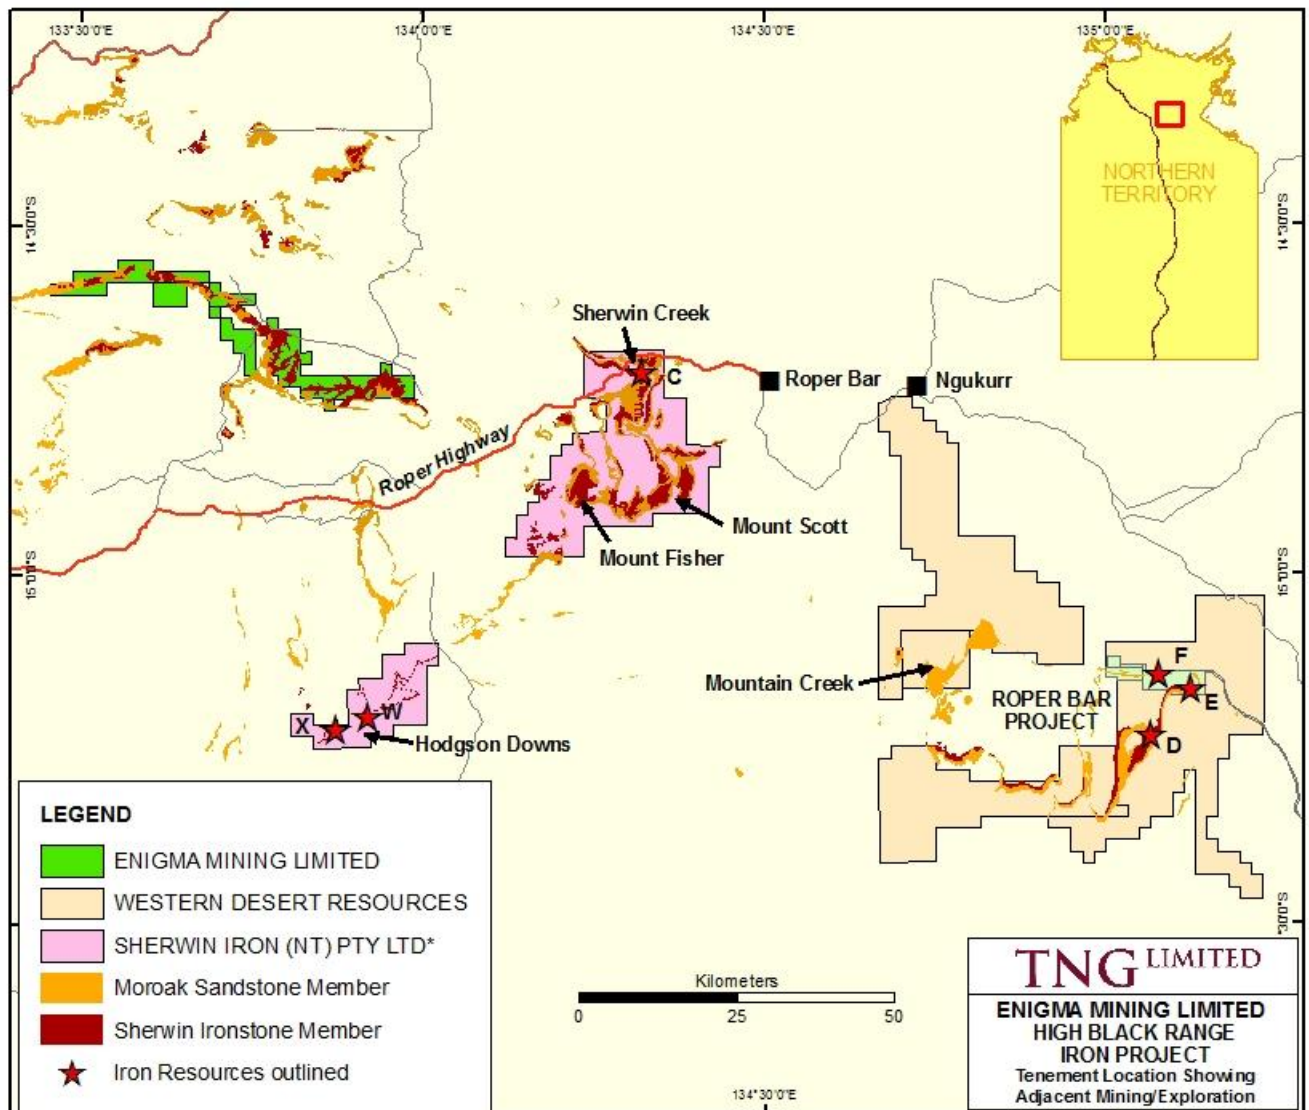 133°30'0"E
134°0'0"E
134°30'0"E
135°0'0"E
14°30'0"S
14°30'0"S
NORTHERN
TERRITORY
Sherwin Creek
C
Roper Bar
Ngukurr
Roper Highway
Mount Scott
Mount Fisher
15°0'0"S
15°0'0"S
Mountain Creek
ROPER BAR
PROJECT
F
E
D
X
W
Hodgson Downs
LEGEND
ENIGMA MINING LIMITED
WESTERN DESERT RESOURCES
SHERWIN IRON (NT) PTY LTD*
Moroak Sandstone Member
Sherwin Ironstone Member
Iron Resources outlined
Kilometers
0 25 50
°30'0"S
TNG LIMITED
ENIGMA MINING LIMITED
HIGH BLACK RANGE
IRON PROJECT
Tenement Location Showing
Adjacent Mining/Exploration
134°30'0"E